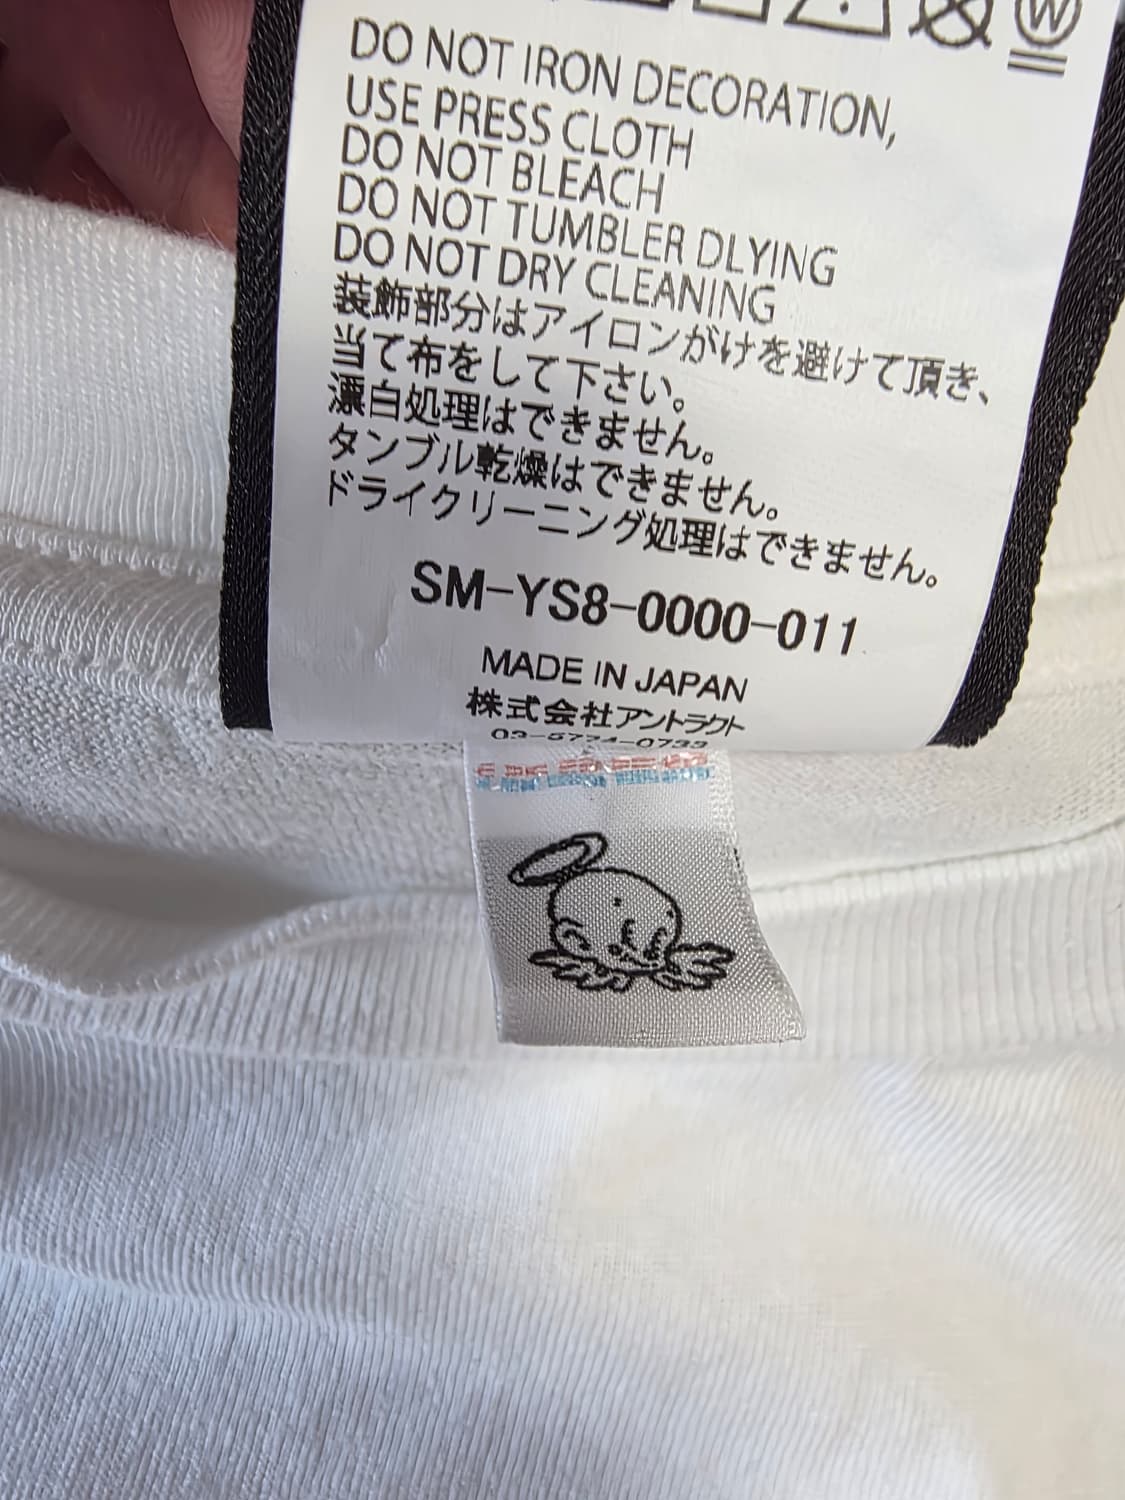 W
DO NOT IRON DECORATION,
USE PRESS CLOTH
DO NOT BLEACH
DO NOT TUMBLER DLYING
DO NOT DRY CLEANING
装飾部分はアイロンがけを避けて頂き、
当て布をして下さい。
漂白処理はできません。
タンブル乾燥はできません。
ドライクリーニング処理はできません。
SM-YS8-0000-011
MADE IN JAPAN
株式会社アントラクト
03-5774-0733